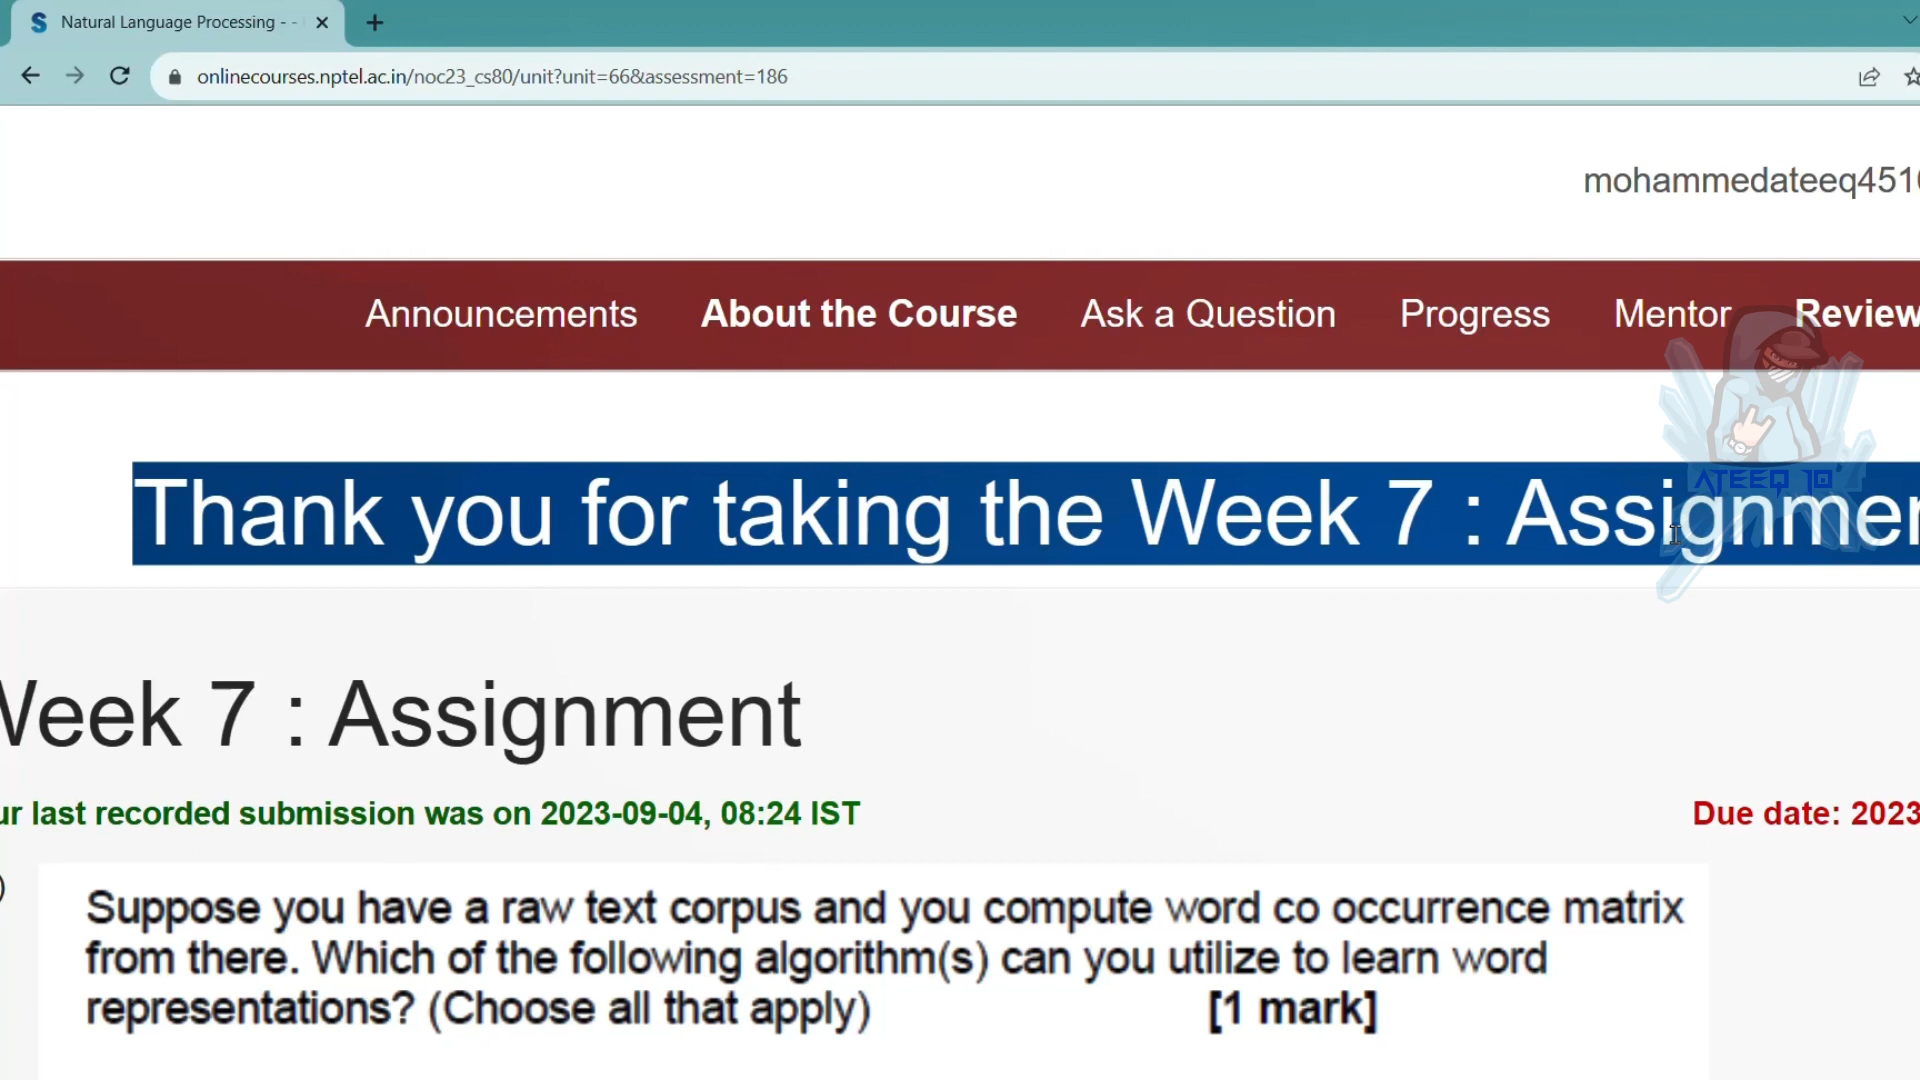 Natural Language Processing - -
onlinecourses.nptel.ac.in/noc23_cs80/unit?unit=66&assessment=186
mohammedateeq451
Announcements About the Course Ask a Question Progress Mentor Review
ATEEQ 10
Thank you for taking the Week 7 : Assignmen
Week 7 : Assignment
ur last recorded submission was on 2023-09-04, 08:24 IST Due date: 2023
)
Suppose you have a raw text corpus and you compute word co occurrence matrix
from there. Which of the following algorithm(s) can you utilize to learn word
representations? (Choose all that apply) [1 mark]